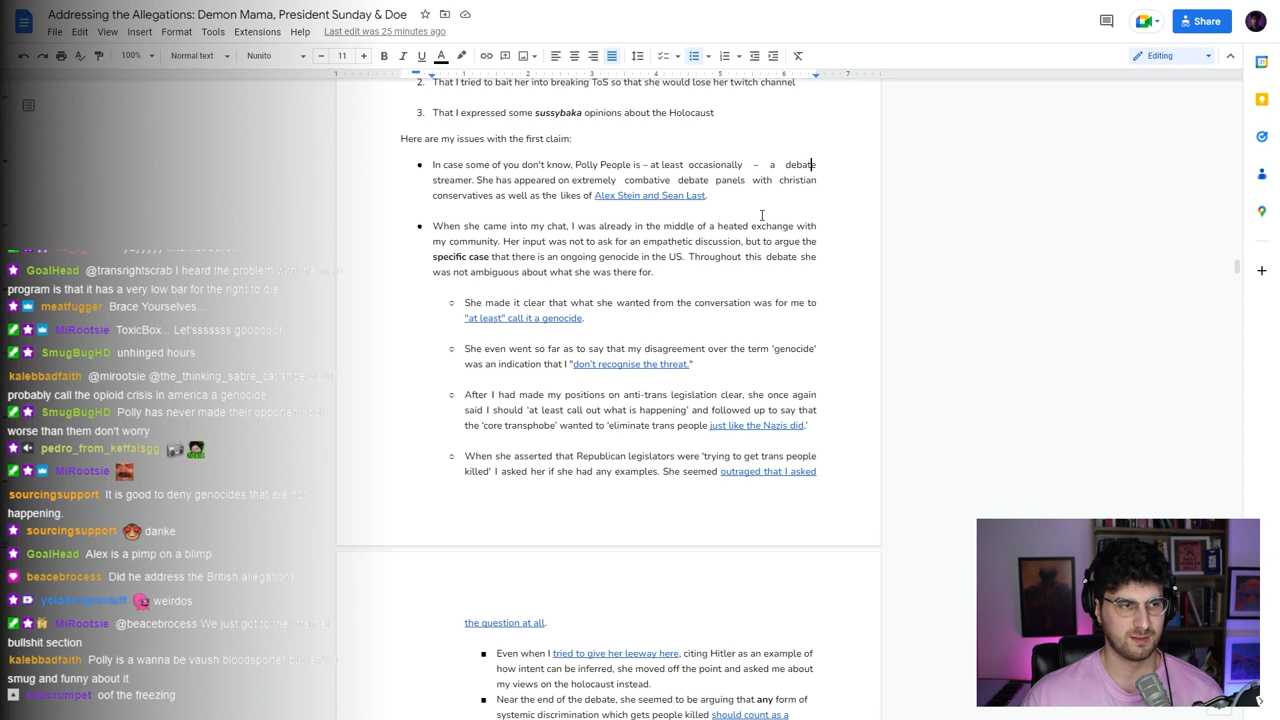 Addressing the Allegations: Demon Mama, President Sunday & Doe
File Edit View Insert Format Tools Extensions Help Last edit was 25 minutes ago
Share
100% Normal text Nunito 11 Editing
2. That I tried to bait her into breaking ToS so that she would lose her twitch channel
3. That I expressed some sussybaka opinions about the Holocaust
Here are my issues with the first claim:
In case some of you don't know, Polly People is – at least occasionally – a debate
streamer. She has appeared on extremely combative debate panels with christian
conservatives as well as the likes of Alex Stein and Sean Last.
When she came into my chat, I was already in the middle of a heated exchange with
my community. Her input was not to ask for an empathetic discussion, but to argue the
specific case that there is an ongoing genocide in the US. Throughout this debate she
was not ambiguous about what she was there for.
She made it clear that what she wanted from the conversation was for me to
"at least" call it a genocide.
She even went so far as to say that my disagreement over the term 'genocide'
was an indication that I "don't recognise the threat."
After I had made my positions on anti-trans legislation clear, she once again
said I should 'at least call out what is happening' and followed up to say that
the 'core transphobe' wanted to 'eliminate trans people just like the Nazis did.'
When she asserted that Republican legislators were 'trying to get trans people
killed' I asked her if she had any examples. She seemed outraged that I asked
the question at all.
Even when I tried to give her leeway here, citing Hitler as an example of
how intent can be inferred, she moved off the point and asked me about
my views on the holocaust instead.
Near the end of the debate, she seemed to be arguing that any form of
systemic discrimination which gets people killed should count as a
GoalHead @transrightscrab I heard the problem with the
program is that it has a very low bar for the right to die
meatfugger Brace Yourselves...
MiRootsie ToxicBox... Let'sssssss gooooooo!
SmugBugHD unhinged hours
kalebbadfaith @mirootsie @the_thinking_sabre_cat
probably call the opioid crisis in america a genocide
SmugBugHD Polly has never made their opponent look
worse than them don't worry
pedro_from_keffalsgg
MiRootsie
sourcingsupport It is good to deny genocides that are not
happening.
sourcingsupport danke
GoalHead Alex is a pimp on a blimp
beacebrocess Did he address the British allegations
weirdos
MiRootsie @beacebrocess We just got to the
bullshit section
kalebbadfaith Polly is a wanna be vaush bloodsporter
smug and funny about it
oof the freezing